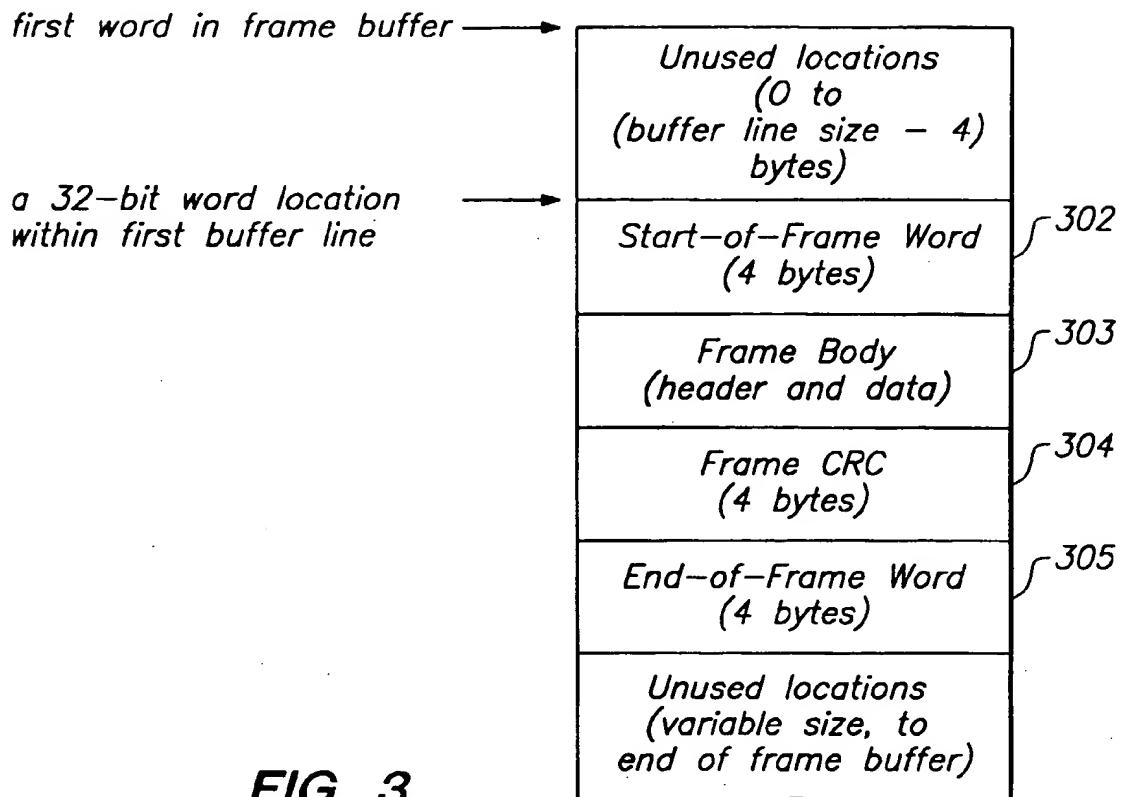 first word in frame buffer
Unused locations
(0 to
(buffer line size – 4)
bytes)
a 32–bit word location
within first buffer line
Start–of–Frame Word
(4 bytes)
302
Frame Body
(header and data)
303
Frame CRC
(4 bytes)
304
End–of–Frame Word
(4 bytes)
305
Unused locations
(variable size, to
end of frame buffer)
FIG. 3